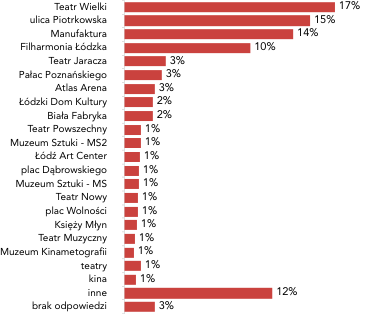 Teatr Wielki 17%
ulica Piotrkowska 15%
Manufaktura 14%
Filharmonia Łódzka 10%
Teatr Jaracza 3%
Pałac Poznańskiego 3%
Atlas Arena 3%
Łódzki Dom Kultury 2%
Biała Fabryka 2%
Teatr Powszechny 1%
Muzeum Sztuki - MS2 1%
Łódź Art Center 1%
plac Dąbrowskiego 1%
Muzeum Sztuki - MS 1%
Teatr Nowy 1%
plac Wolności 1%
Księży Młyn 1%
Teatr Muzyczny 1%
Muzeum Kinametografii 1%
teatry 1%
kina 1%
inne 12%
brak odpowiedzi 3%